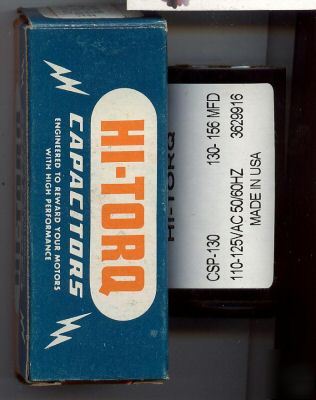 HI-TORQ
CAPACITORS
ENGINEERED TO REWARD YOUR MOTORS
WITH HIGH PERFORMANCE
HI-TORQ
CSP-130 130- 156 MFD
110-125VAC 50/60HZ 3629916
MADE IN USA